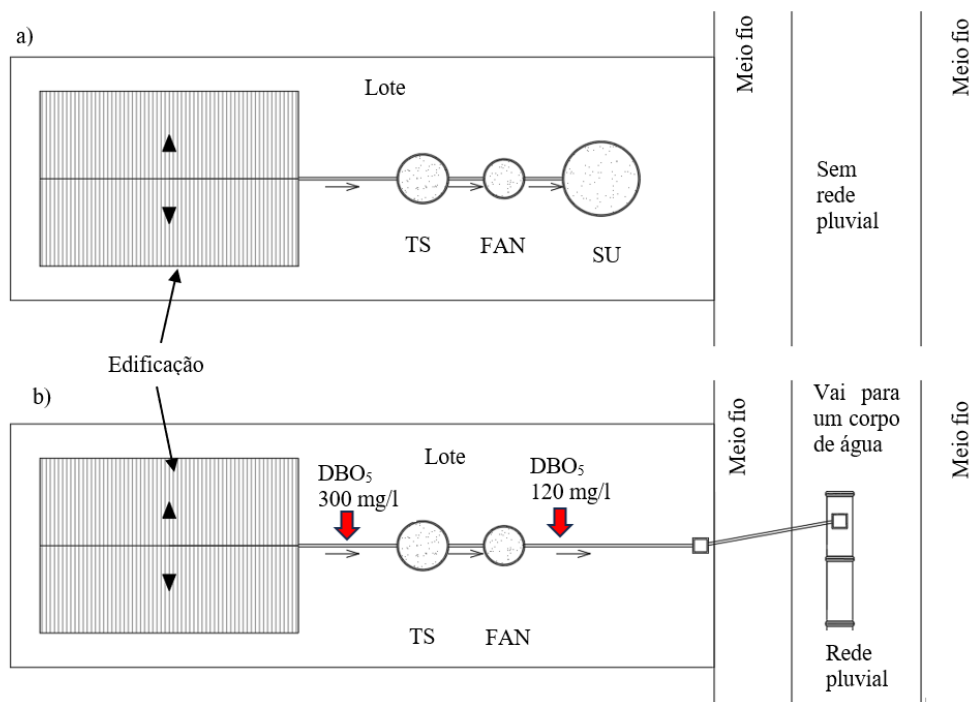 a)
Lote
Meio fio
Meio fio
Sem
rede
pluvial
TS
FAN
SU
Edificação
b)
Lote
DBO₅
300 mg/l
DBO₅
120 mg/l
Meio fio
Vai para
um corpo
de água
Meio fio
TS
FAN
Rede
pluvial